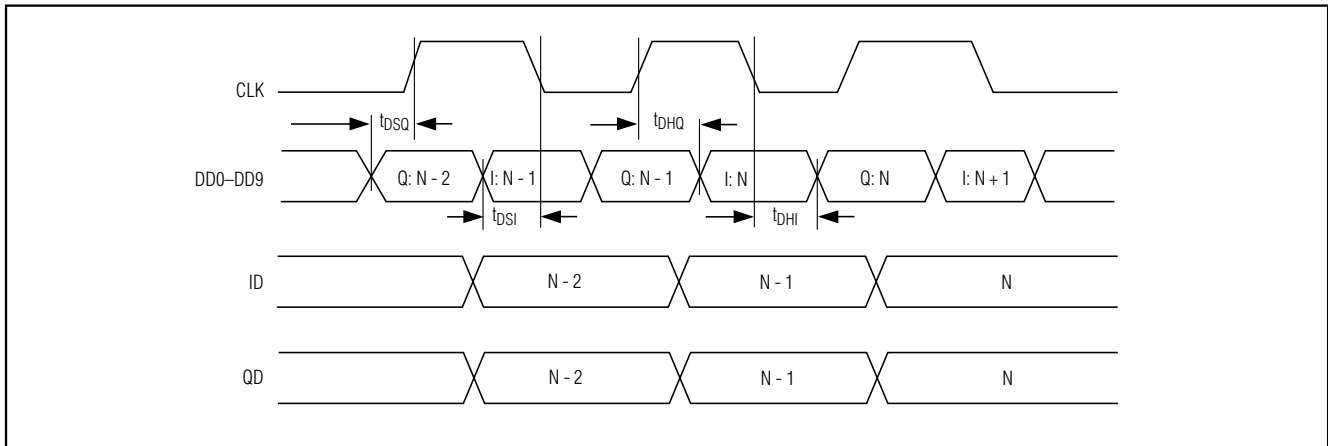 CLK
tDSQ
tDHQ
DD0–DD9
Q: N - 2
I: N - 1
Q: N - 1
I: N
Q: N
I: N + 1
tDSI
tDHI
ID
N - 2
N - 1
N
QD
N - 2
N - 1
N